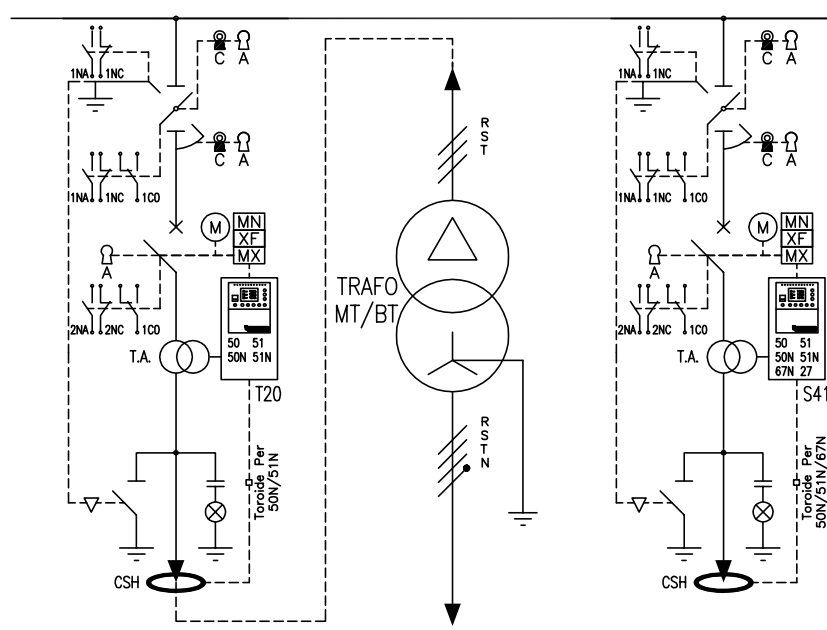 C A
1NA 1NC
C A
1NA 1NC 1CO
M
MN
XF
MX
A
2NA 2NC 1CO
T.A.
50 51
50N 51N
T20
Toroide Per
50N/51N
CSH
RST
TRAFO
MT/BT
RSTN
C A
1NA 1NC
C A
1NA 1NC 1CO
M
MN
XF
MX
A
2NA 2NC 1CO
T.A.
50 51
50N 51N
67N 27
S41
Toroide Per
50N/51N/67N
CSH